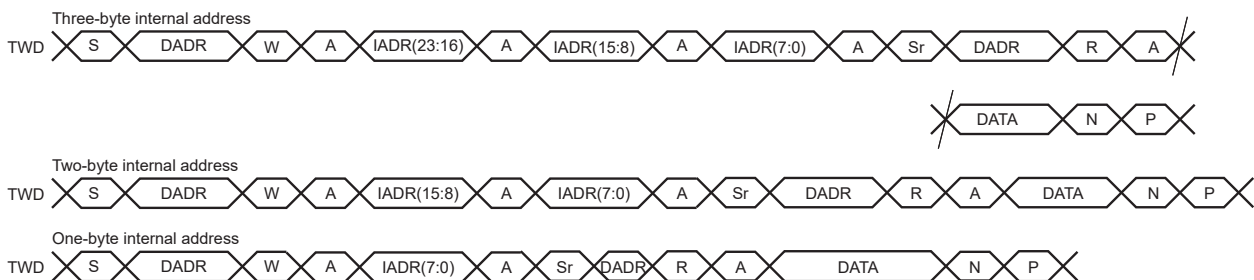 Three-byte internal address
TWD S DADR W A IADR(23:16) A IADR(15:8) A IADR(7:0) A Sr DADR R A
DATA N P
Two-byte internal address
TWD S DADR W A IADR(15:8) A IADR(7:0) A Sr DADR R A DATA N P
One-byte internal address
TWD S DADR W A IADR(7:0) A Sr DADR R A DATA N P